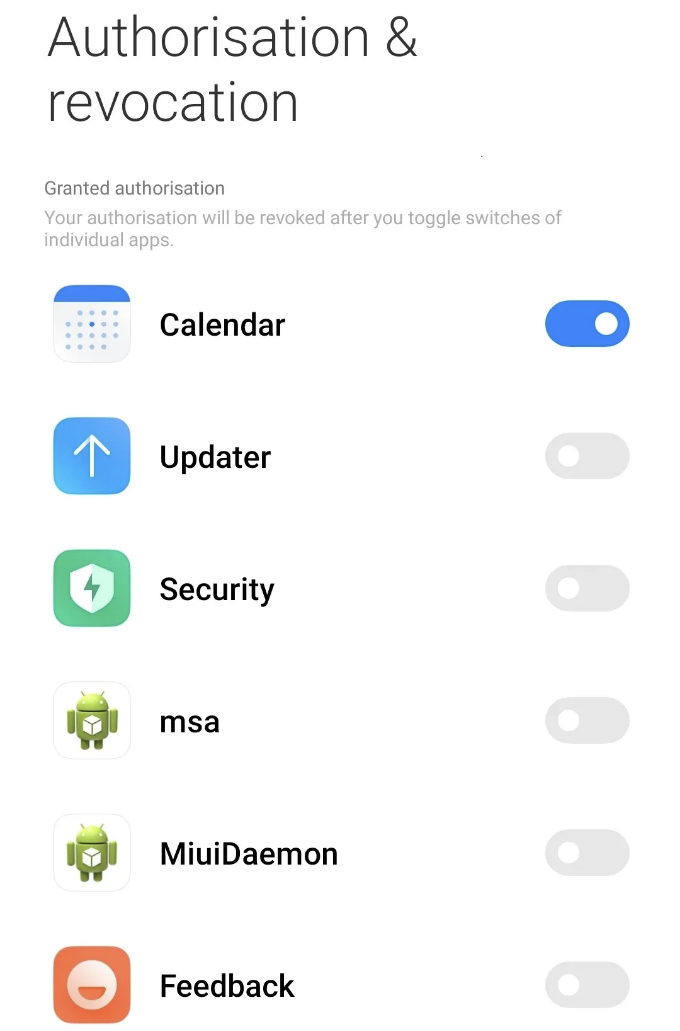 Authorisation &
revocation
Granted authorisation
Your authorisation will be revoked after you toggle switches of
individual apps.
Calendar
Updater
Security
msa
MiuiDaemon
Feedback